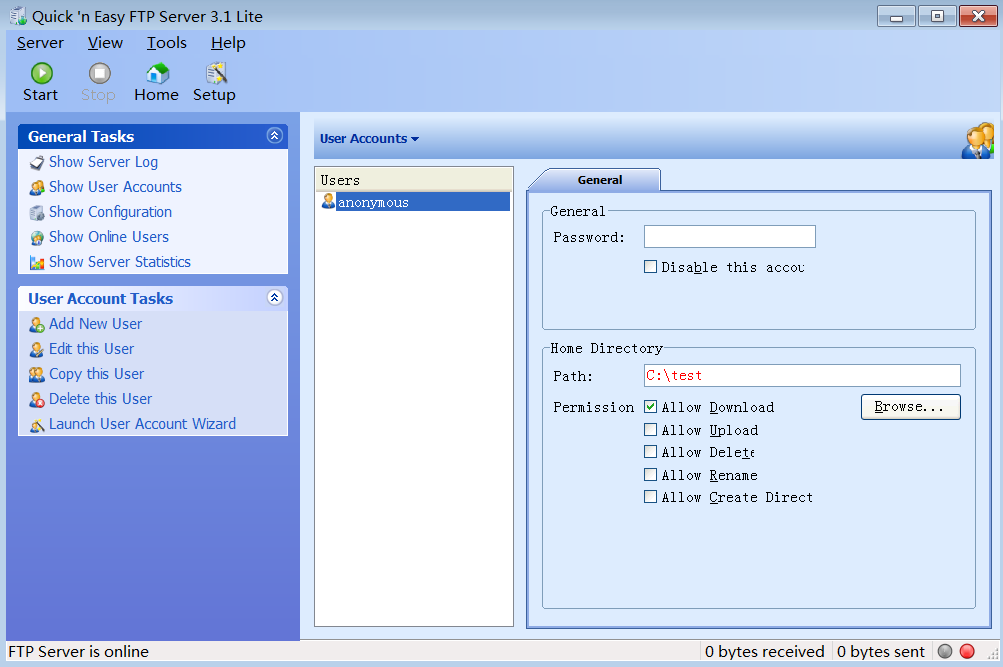 Quick 'n Easy FTP Server 3.1 Lite
Server View Tools Help
Start Stop Home Setup
General Tasks
Show Server Log
Show User Accounts
Show Configuration
Show Online Users
Show Server Statistics
User Account Tasks
Add New User
Edit this User
Copy this User
Delete this User
Launch User Account Wizard
User Accounts
Users
anonymous
General
General
Password:
Disable this accou
Home Directory
Path: C:\test
Permission Allow Download Browse...
Allow Upload
Allow Delete
Allow Rename
Allow Create Direct
FTP Server is online 0 bytes received 0 bytes sent